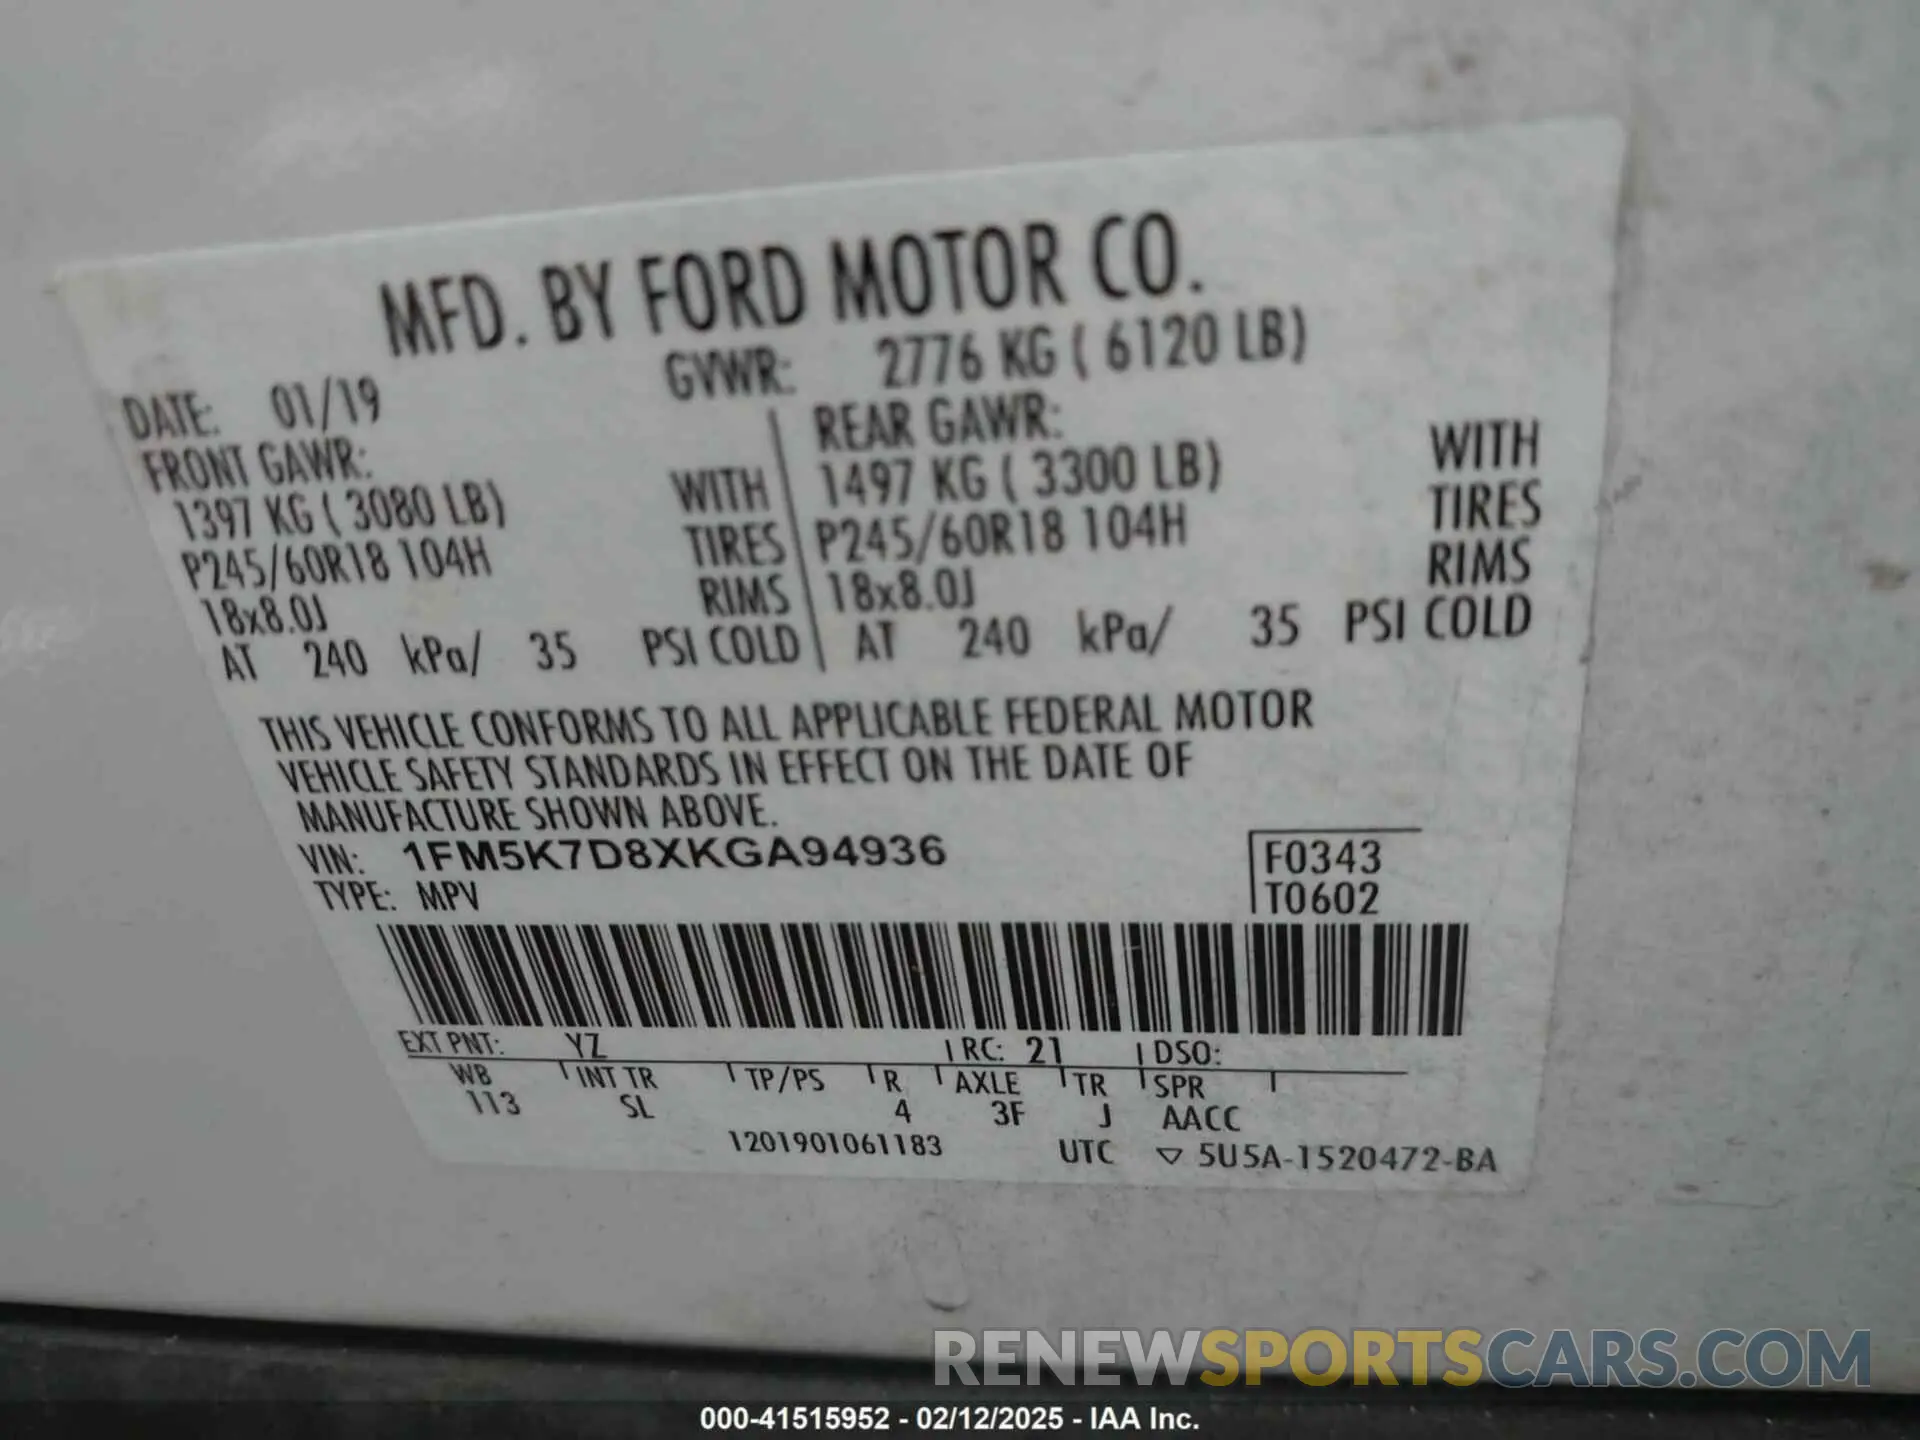 MFD. BY FORD MOTOR CO.
DATE: 01/19 GVWR: 2776 KG ( 6120 LB)
FRONT GAWR: REAR GAWR:
1397 KG ( 3080 LB) WITH 1497 KG ( 3300 LB) WITH
P245/60R18 104H TIRES P245/60R18 104H TIRES
18x8.0J RIMS 18x8.0J RIMS
AT 240 kPa/ 35 PSI COLD AT 240 kPa/ 35 PSI COLD
THIS VEHICLE CONFORMS TO ALL APPLICABLE FEDERAL MOTOR
VEHICLE SAFETY STANDARDS IN EFFECT ON THE DATE OF
MANUFACTURE SHOWN ABOVE.
VIN: 1FM5K7D8XKGA94936 F0343
TYPE: MPV T0602
EXT PNT: YZ RC: 21 DSO:
WB INT TR TP/PS R AXLE TR SPR
113 SL 4 3F J AACC
1201901061183 UTC ▽ 5U5A-1520472-BA
RENEWSPORTSCARS.COM
000-41515952 - 02/12/2025 - IAA Inc.